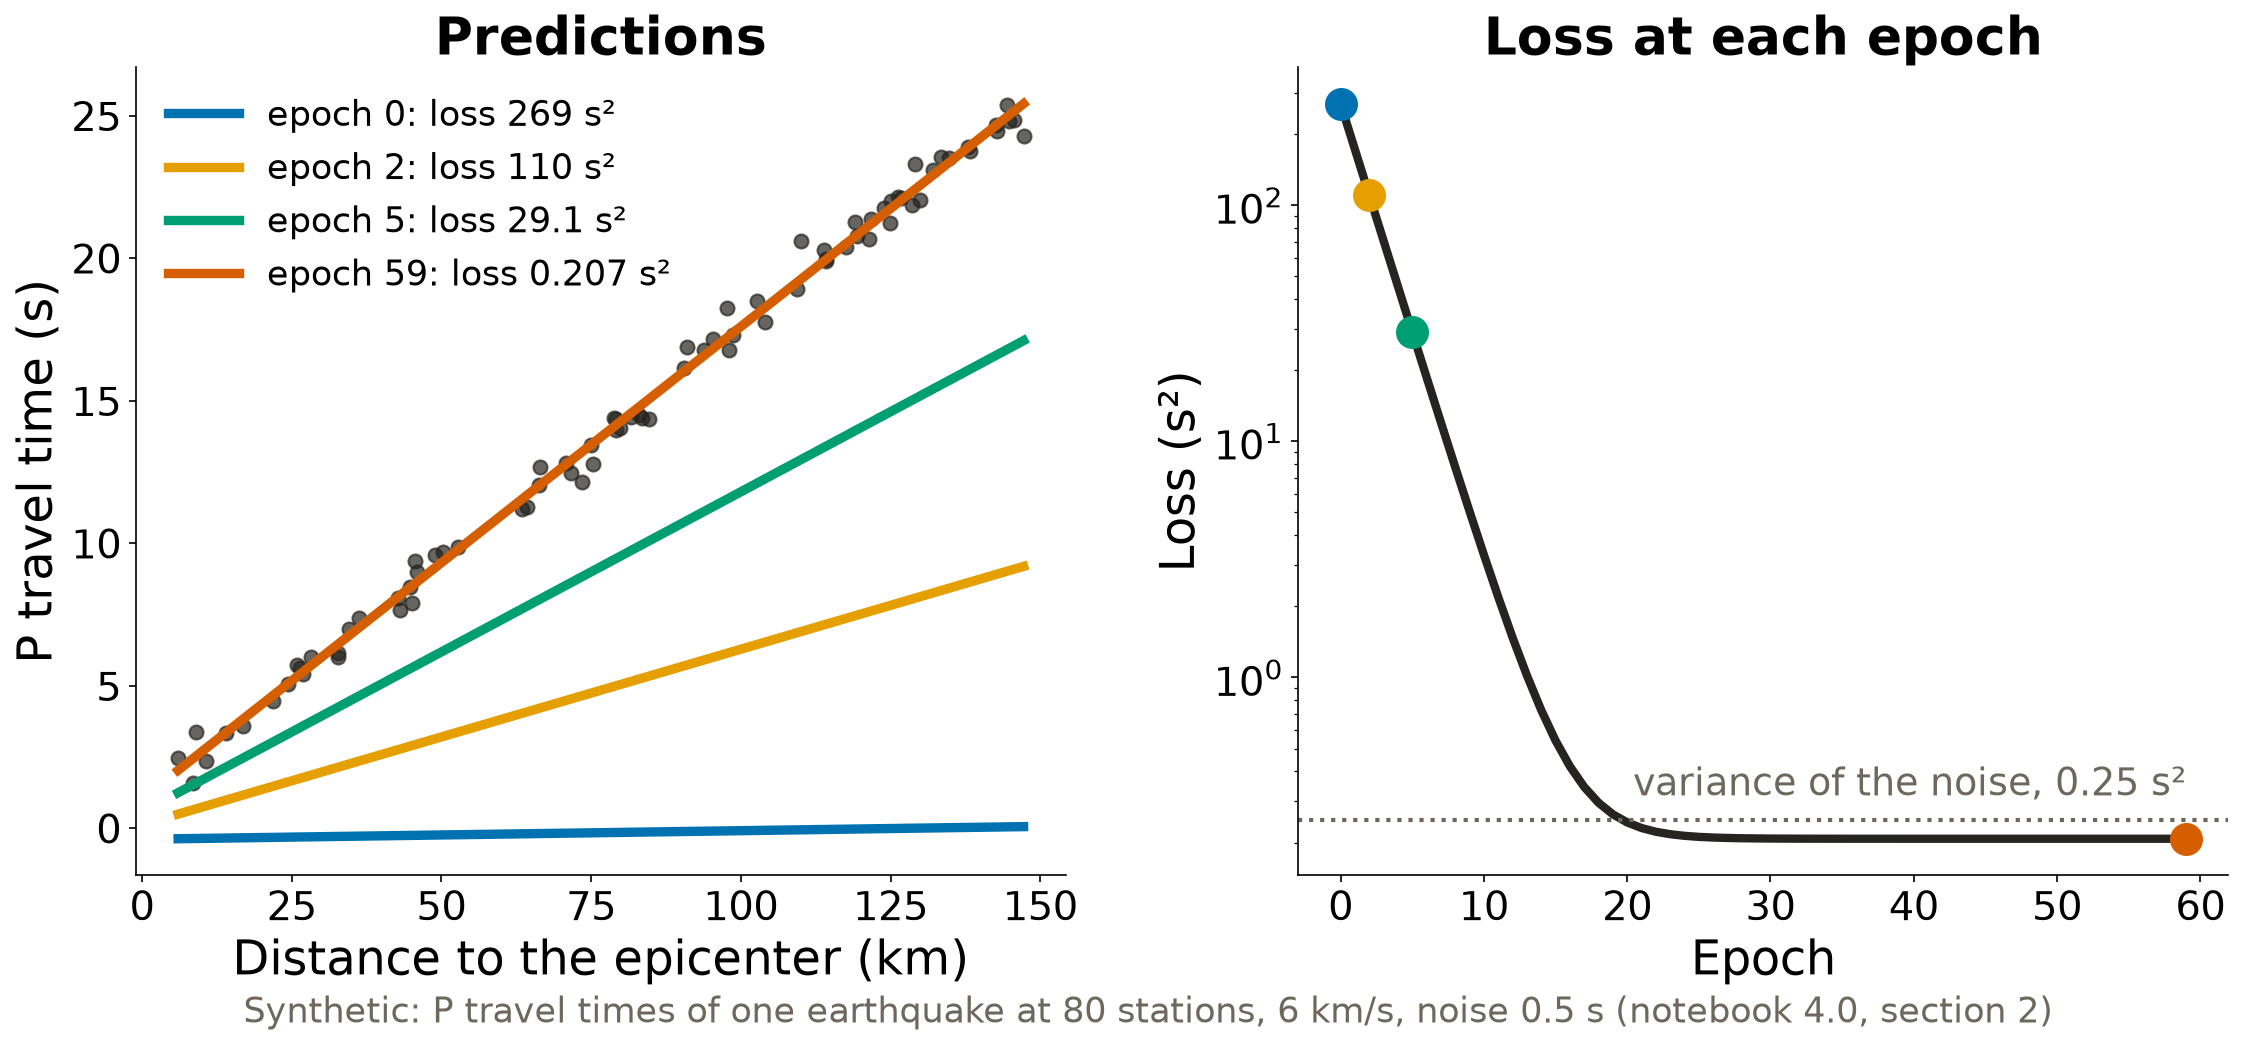 Predictions
epoch 0: loss 269 s²
epoch 2: loss 110 s²
epoch 5: loss 29.1 s²
epoch 59: loss 0.207 s²
P travel time (s)
25
20
15
10
5
0
0 25 50 75 100 125 150
Distance to the epicenter (km)
Loss at each epoch
Loss (s²)
10²
10¹
10⁰
variance of the noise, 0.25 s²
0 10 20 30 40 50 60
Epoch
Synthetic: P travel times of one earthquake at 80 stations, 6 km/s, noise 0.5 s (notebook 4.0, section 2)